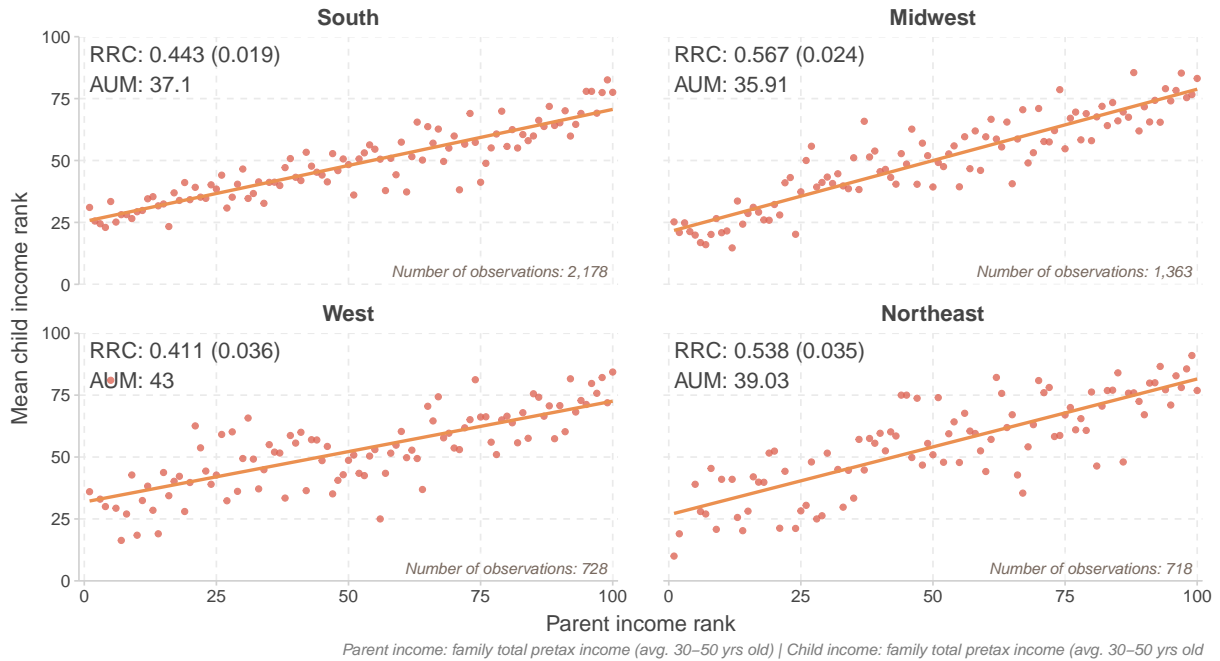 South
Midwest
100
75
50
25
0
RRC: 0.443 (0.019)
AUM: 37.1
Number of observations: 2,178
RRC: 0.567 (0.024)
AUM: 35.91
Number of observations: 1,363
West
Northeast
100
75
50
25
0
RRC: 0.411 (0.036)
AUM: 43
Number of observations: 728
RRC: 0.538 (0.035)
AUM: 39.03
Number of observations: 718
0 25 50 75 100
0 25 50 75 100
Mean child income rank
Parent income rank
Parent income: family total pretax income (avg. 30–50 yrs old) | Child income: family total pretax income (avg. 30–50 yrs old)